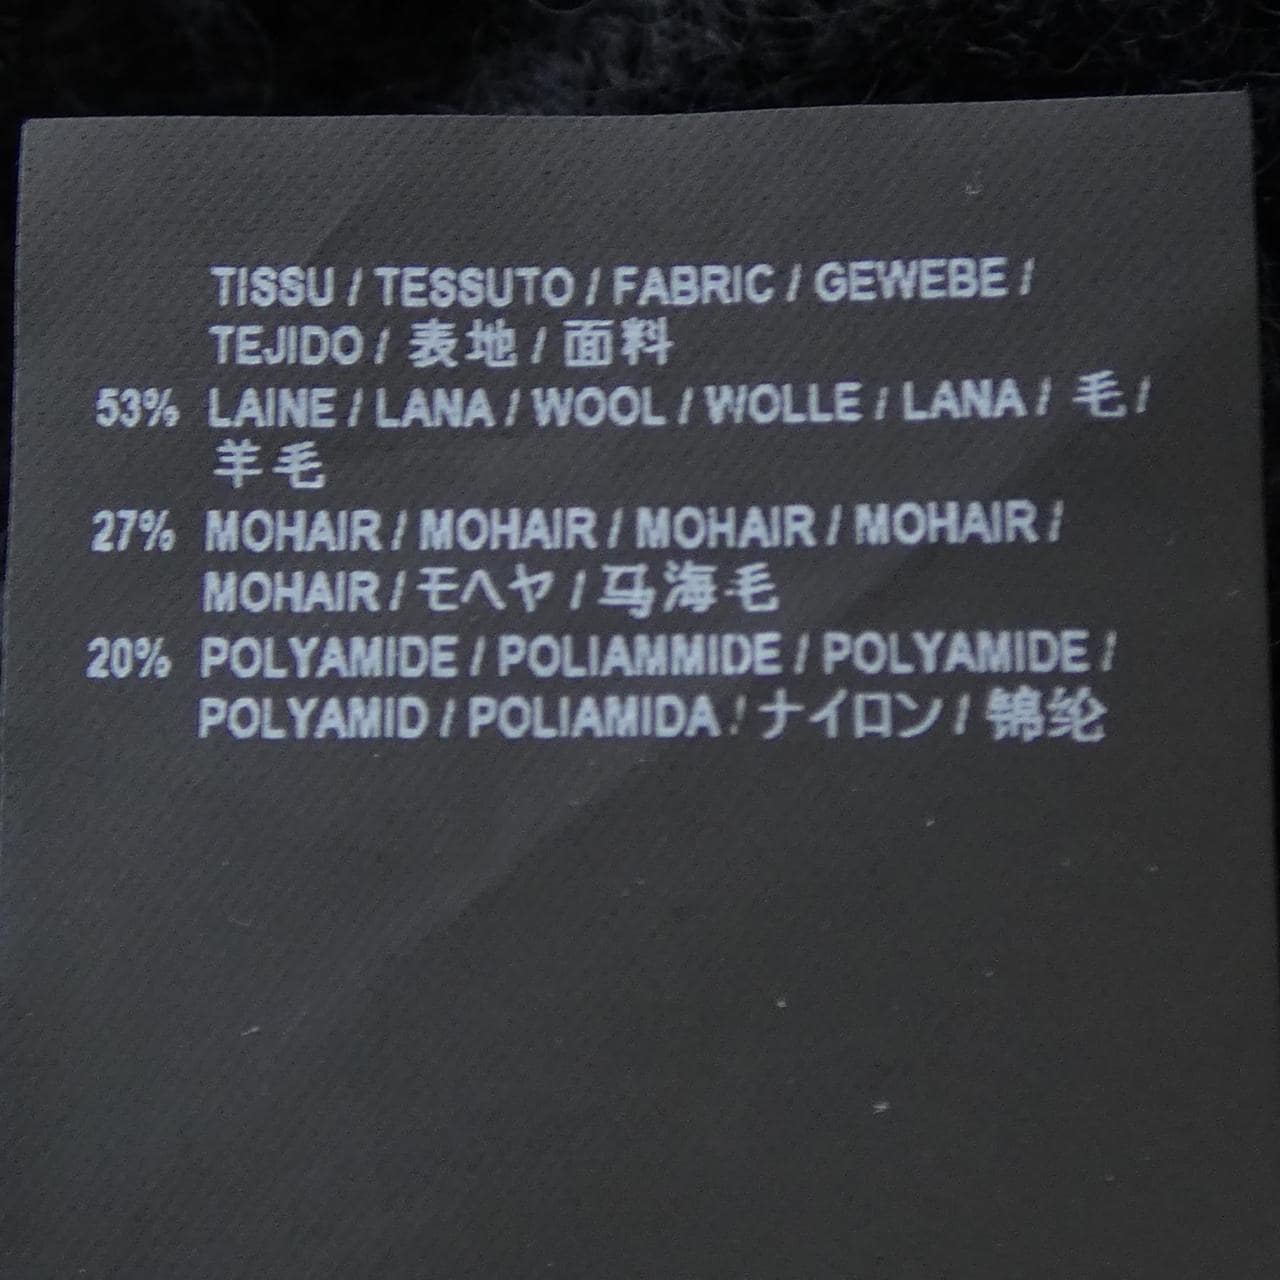 TISSU / TESSUTO / FABRIC / GEWEBE /
TEJIDO / 表地 / 面料
53% LAINE / LANA / WOOL / WOLLE / LANA / 毛 /
羊毛
27% MOHAIR / MOHAIR / MOHAIR / MOHAIR /
MOHAIR / モヘヤ / 马海毛
20% POLYAMIDE / POLIAMMIDE / POLYAMIDE /
POLYAMID / POLIAMIDA / ナイロン / 锦纶